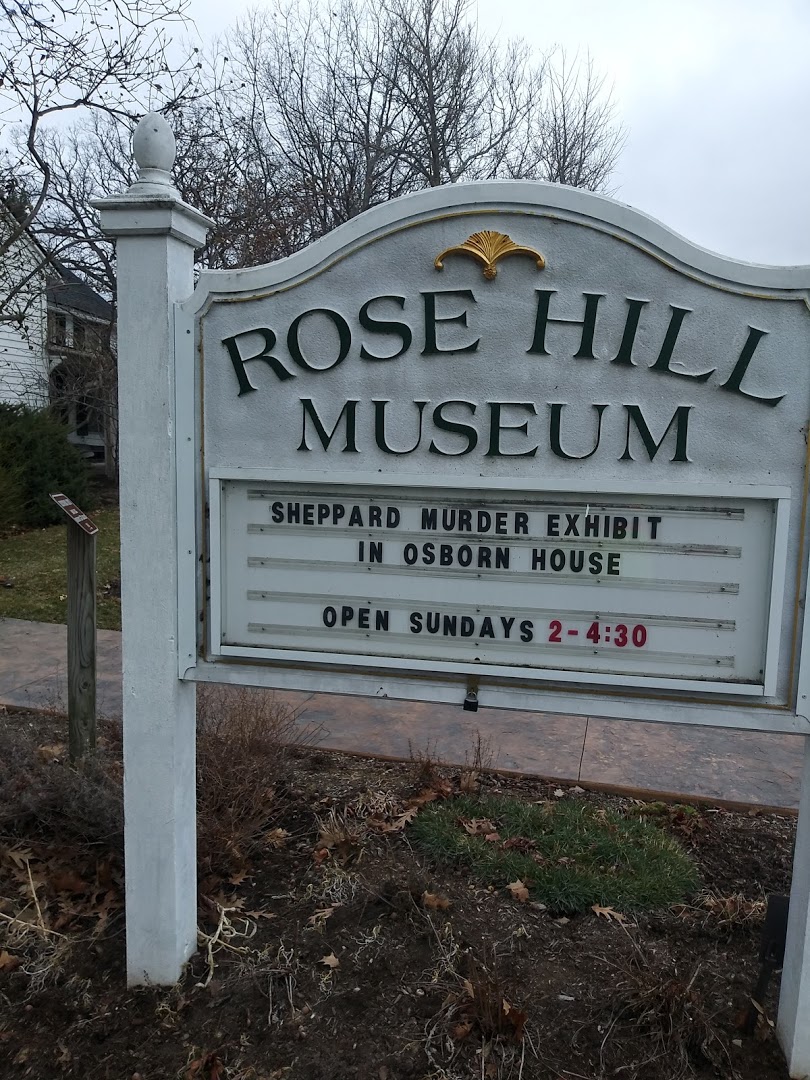 ROSE HILL
MUSEUM
SHEPPARD MURDER EXHIBIT
IN OSBORN HOUSE
OPEN SUNDAYS 2-4:30